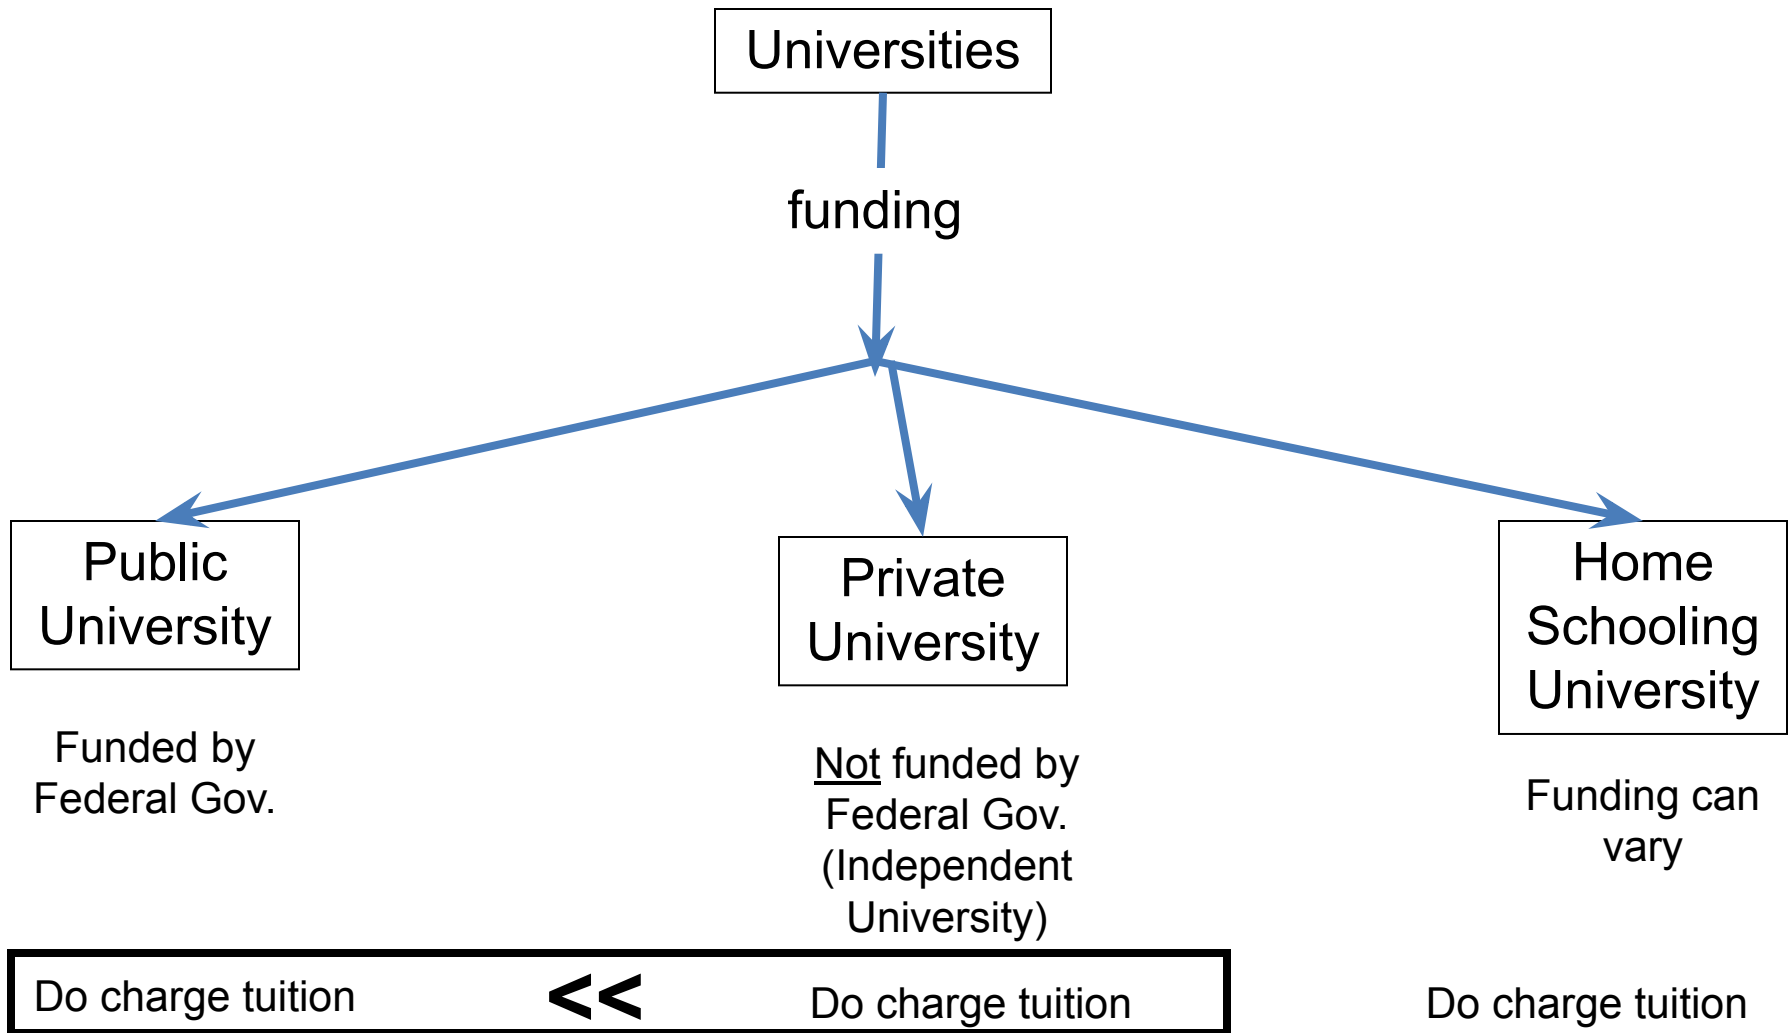 Universities
funding
Public
University
Private
University
Home
Schooling
University
Funded by
Federal Gov.
Not funded by
Federal Gov.
(Independent
University)
Funding can
vary
Do charge tuition
<<
Do charge tuition
Do charge tuition